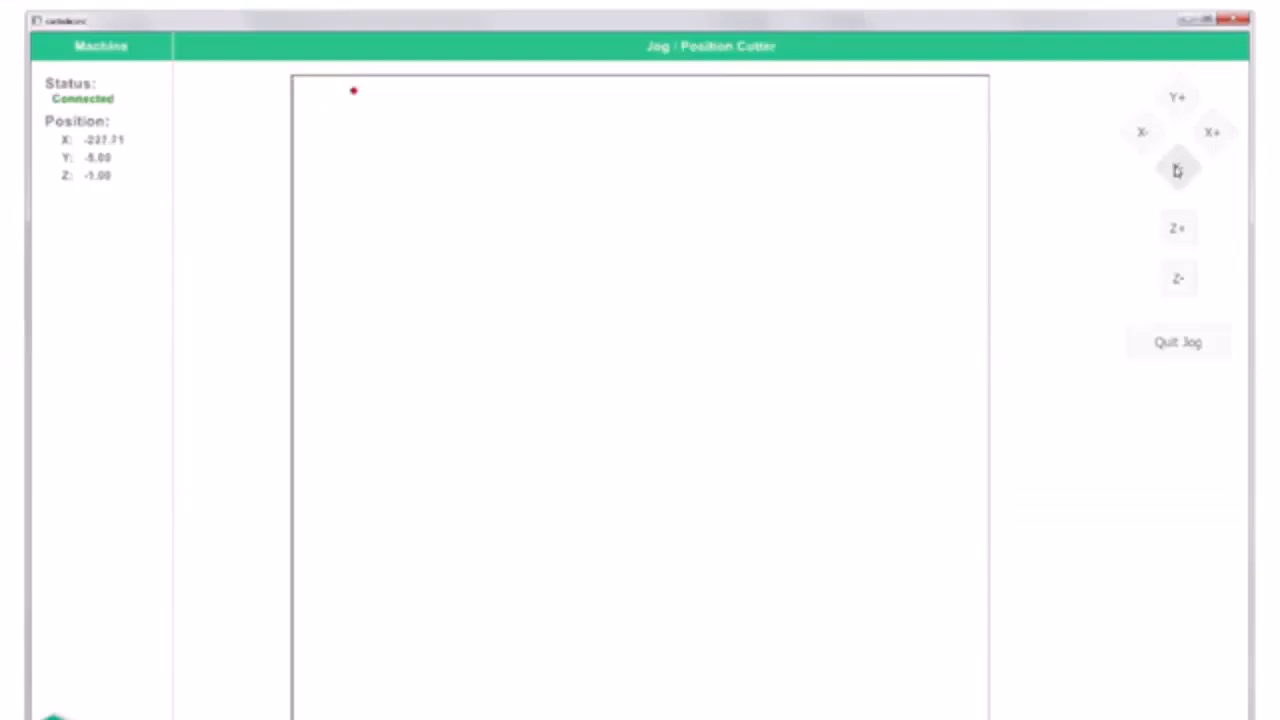 Machine
Jog / Position Cutter
Status:
Connected
Position:
Y: -5.00
Z: -1.00
Y+
X-
X+
Z+
Z-
Quit Jog